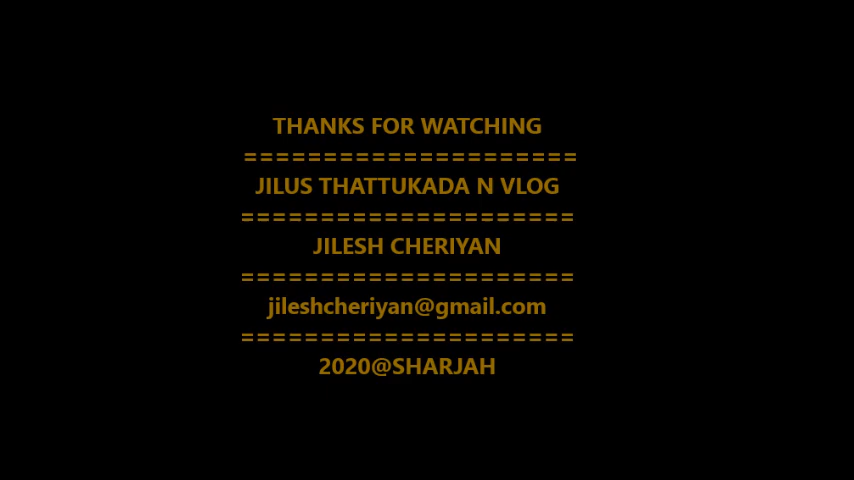 THANKS FOR WATCHING
=====================
JILUS THATTUKADA N VLOG
=====================
JILESH CHERIYAN
=====================
jileshcheriyan@gmail.com
=====================
2020@SHARJAH